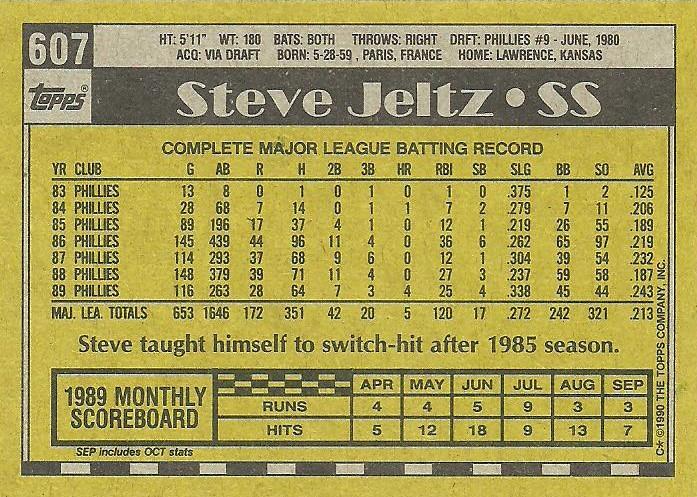 607
HT: 5'11" WT: 180 BATS: BOTH THROWS: RIGHT DRFT: PHILLIES #9 - JUNE, 1980
ACQ: VIA DRAFT BORN: 5-28-59 , PARIS, FRANCE HOME: LAWRENCE, KANSAS
TOPPS®
Steve Jeltz • SS
COMPLETE MAJOR LEAGUE BATTING RECORD
YR CLUB G AB R H 2B 3B HR RBI SB SLG BB SO AVG
83 PHILLIES 13 8 0 1 0 1 0 1 0 .375 1 2 .125
84 PHILLIES 28 68 7 14 0 1 1 7 2 .279 7 11 .206
85 PHILLIES 89 196 17 37 4 1 0 12 1 .219 26 55 .189
86 PHILLIES 145 439 44 96 11 4 0 36 6 .262 65 97 .219
87 PHILLIES 114 293 37 68 9 6 0 12 1 .304 39 54 .232
88 PHILLIES 148 379 39 71 11 4 0 27 3 .237 59 58 .187
89 PHILLIES 116 263 28 64 7 3 4 25 4 .338 45 44 .243
MAJ. LEA. TOTALS 653 1646 172 351 42 20 5 120 17 .272 242 321 .213
Steve taught himself to switch-hit after 1985 season.
1989 MONTHLY
SCOREBOARD
APR MAY JUN JUL AUG SEP
RUNS 4 4 5 9 3 3
HITS 5 12 18 9 13 7
SEP includes OCT stats
C* ©1990 THE TOPPS COMPANY, INC.